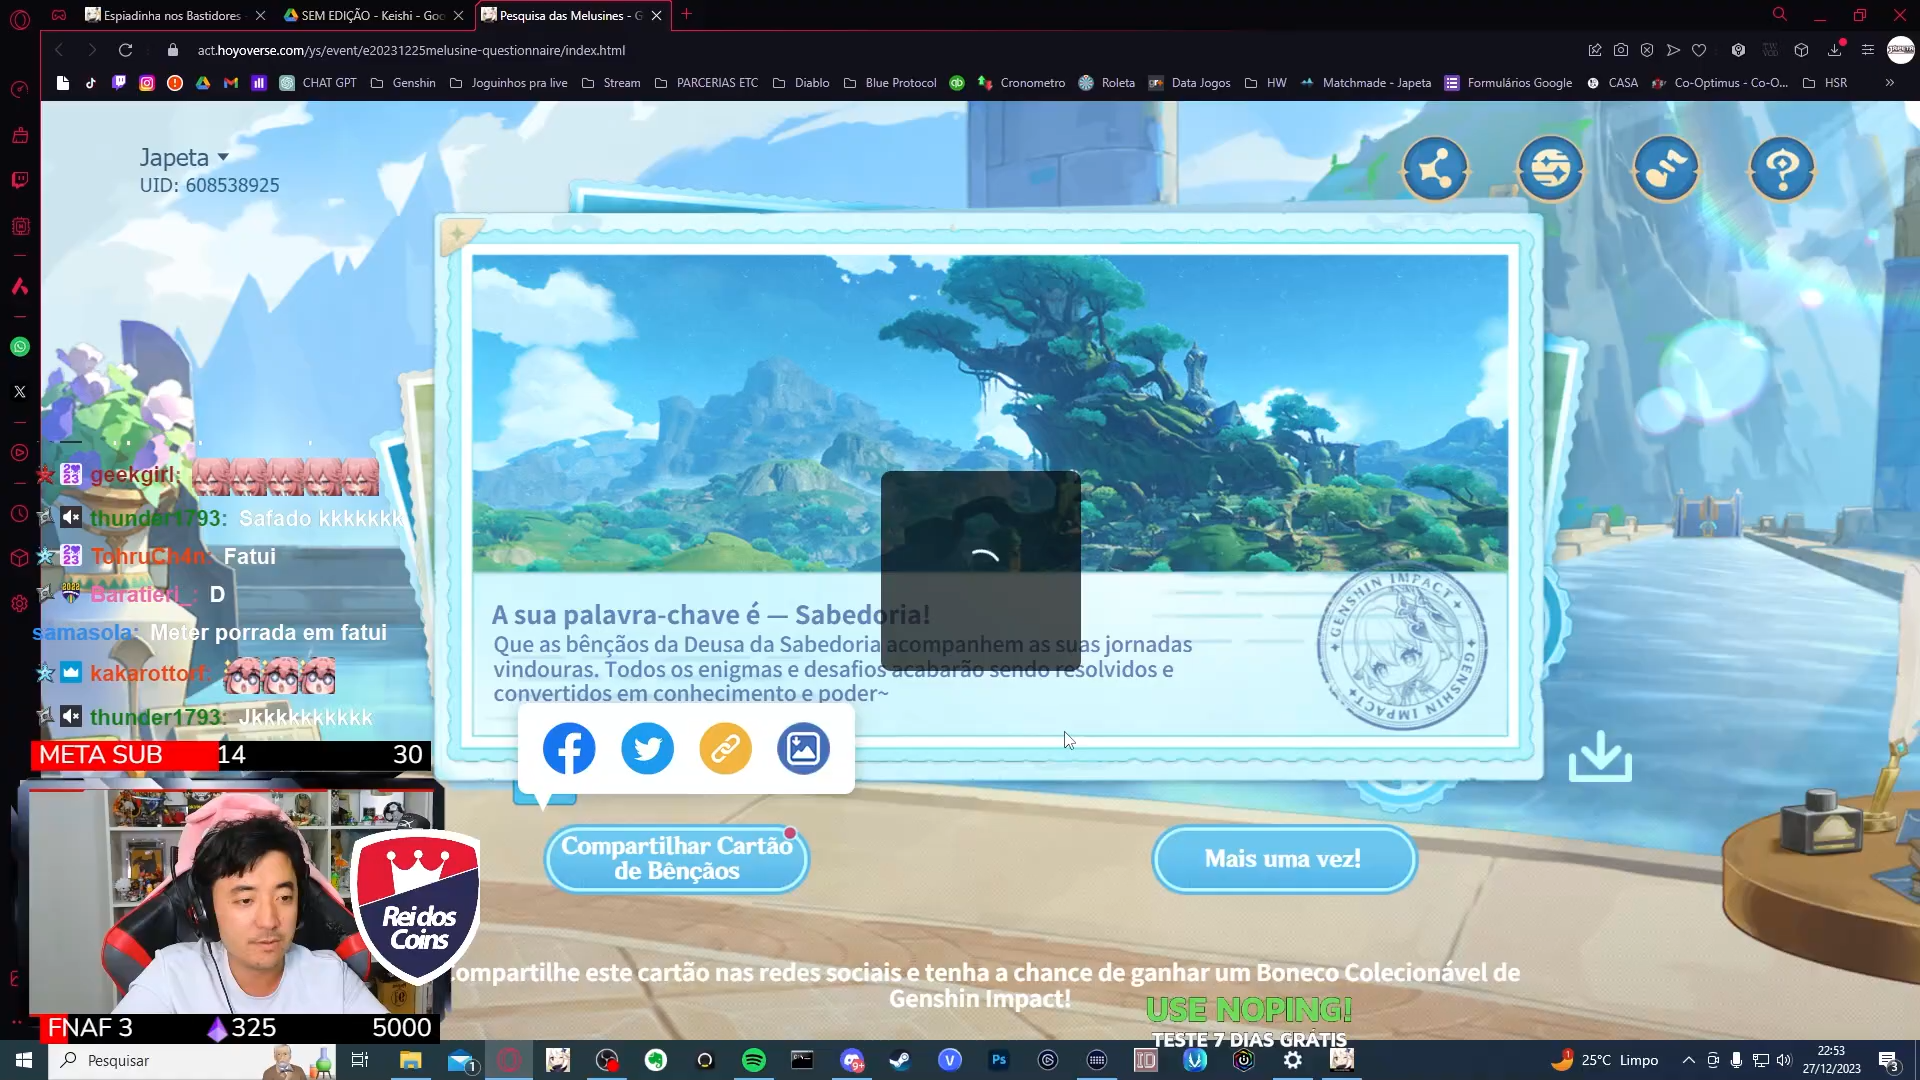 Espiadinha nos Bastidores
SEM EDIÇÃO - Keishi - Goo
Pesquisa das Melusines - G
act.hoyoverse.com/ys/event/e20231225melusine-questionnaire/index.html
CHAT GPT
Genshin
Joguinhos pra live
Stream
PARCERIAS ETC
Diablo
Blue Protocol
Cronometro
Roleta
Data Jogos
HW
Matchmade - Japeta
Formulários Google
CASA
Co-Optimus - Co-O...
HSR
Japeta
UID: 608538925
geekgirl:
thunder1793: Safado kkkkkkk
TohruCh4n: Fatui
Baratieri_: D
samasola: Meter porrada em fatui
kakarottorf:
thunder1793: Jkkkkkkkkkk
META SUB 14 30
A sua palavra-chave é — Sabedoria!
Que as bênçãos da Deusa da Sabedoria acompanhem as suas jornadas
vindouras. Todos os enigmas e desafios acabarão sendo resolvidos e
convertidos em conhecimento e poder~
GENSHIN IMPACT
GENSHIN IMPACT
Compartilhar Cartão
de Bênçãos
Mais uma vez!
Rei dos
Coins
ompartilhe este cartão nas redes sociais e tenha a chance de ganhar um Boneco Colecionável de
Genshin Impact!
USE NOPING!
TESTE 7 DIAS GRÁTIS
FNAF 3 325 5000
Pesquisar
25°C Limpo
22:53
27/12/2023